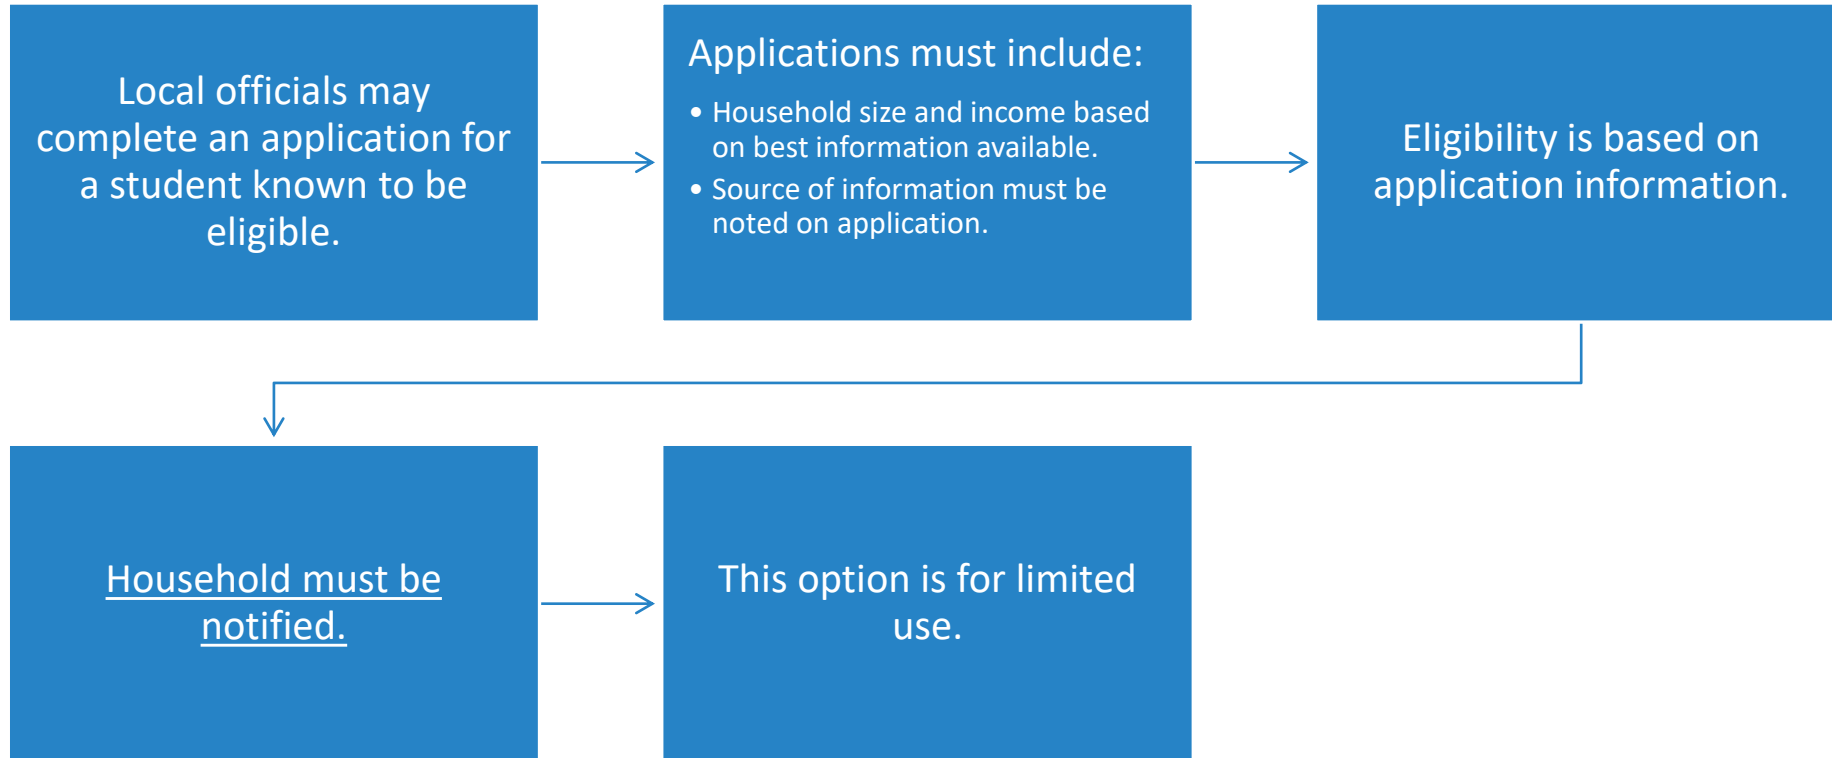 Local officials may
complete an application for
a student known to be
eligible.
Applications must include:
• Household size and income based
on best information available.
• Source of information must be
noted on application.
Eligibility is based on
application information.
Household must be
notified.
This option is for limited
use.